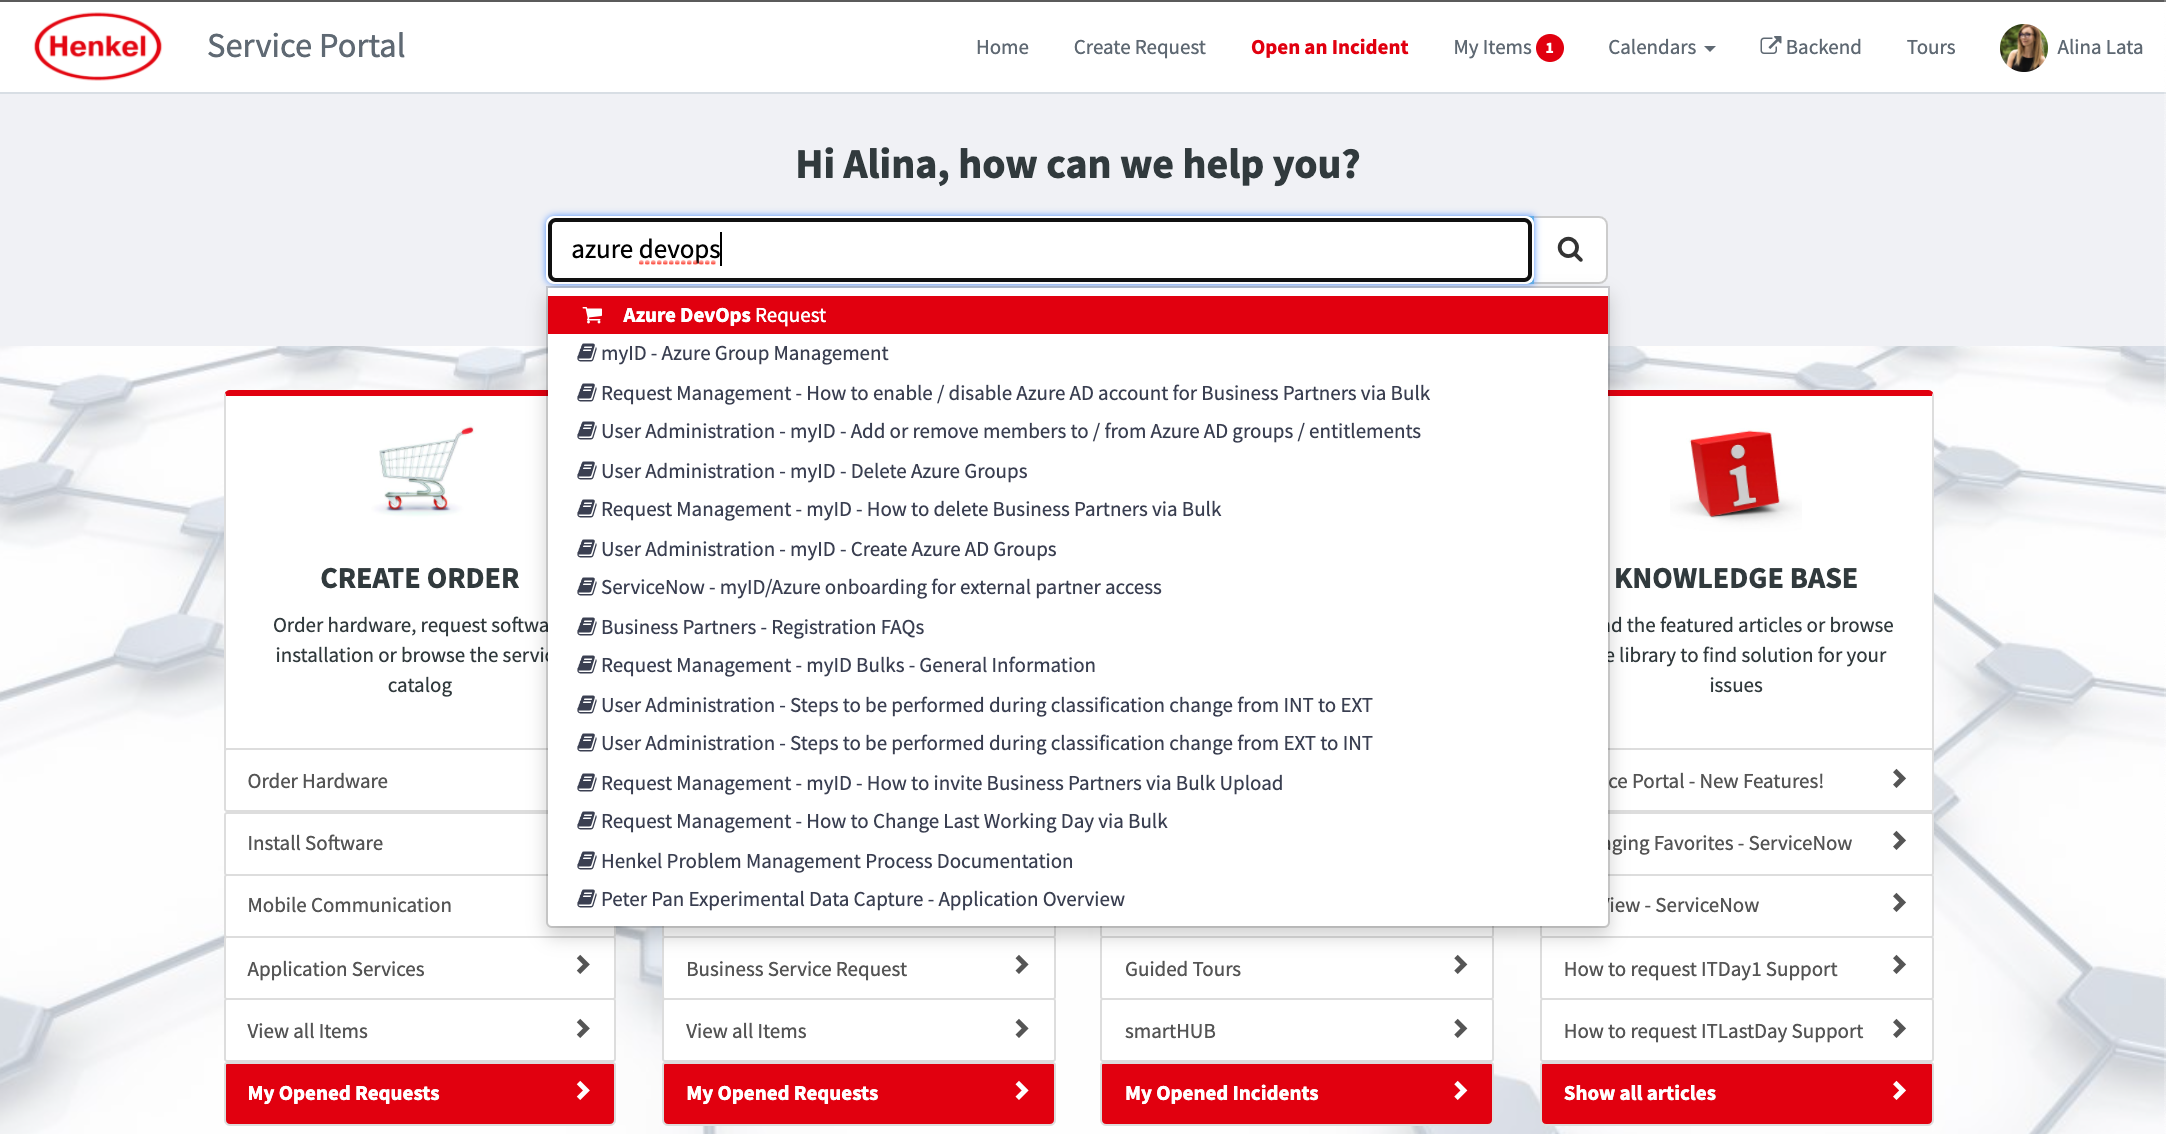 Henkel
Service Portal
Home
Create Request
Open an Incident
My Items 1
Calendars
Backend
Tours
Alina Lata
Hi Alina, how can we help you?
azure devops
Azure DevOps Request
myID - Azure Group Management
Request Management - How to enable / disable Azure AD account for Business Partners via Bulk
User Administration - myID - Add or remove members to / from Azure AD groups / entitlements
User Administration - myID - Delete Azure Groups
Request Management - myID - How to delete Business Partners via Bulk
User Administration - myID - Create Azure AD Groups
ServiceNow - myID/Azure onboarding for external partner access
Business Partners - Registration FAQs
Request Management - myID Bulks - General Information
User Administration - Steps to be performed during classification change from INT to EXT
User Administration - Steps to be performed during classification change from EXT to INT
Request Management - myID - How to invite Business Partners via Bulk Upload
Request Management - How to Change Last Working Day via Bulk
Henkel Problem Management Process Documentation
Peter Pan Experimental Data Capture - Application Overview
CREATE ORDER
Order hardware, request
installation or browse the
catalog
Order Hardware
Install Software
Mobile Communication
Application Services
View all Items
My Opened Requests
Business Service Request
View all Items
My Opened Requests
Guided Tours
smartHUB
My Opened Incidents
KNOWLEDGE BASE
the featured articles or browse
library to find solution for your
issues
Portal - New Features!
Favorites - ServiceNow
- ServiceNow
How to request ITDay1 Support
How to request ITLastDay Support
Show all articles